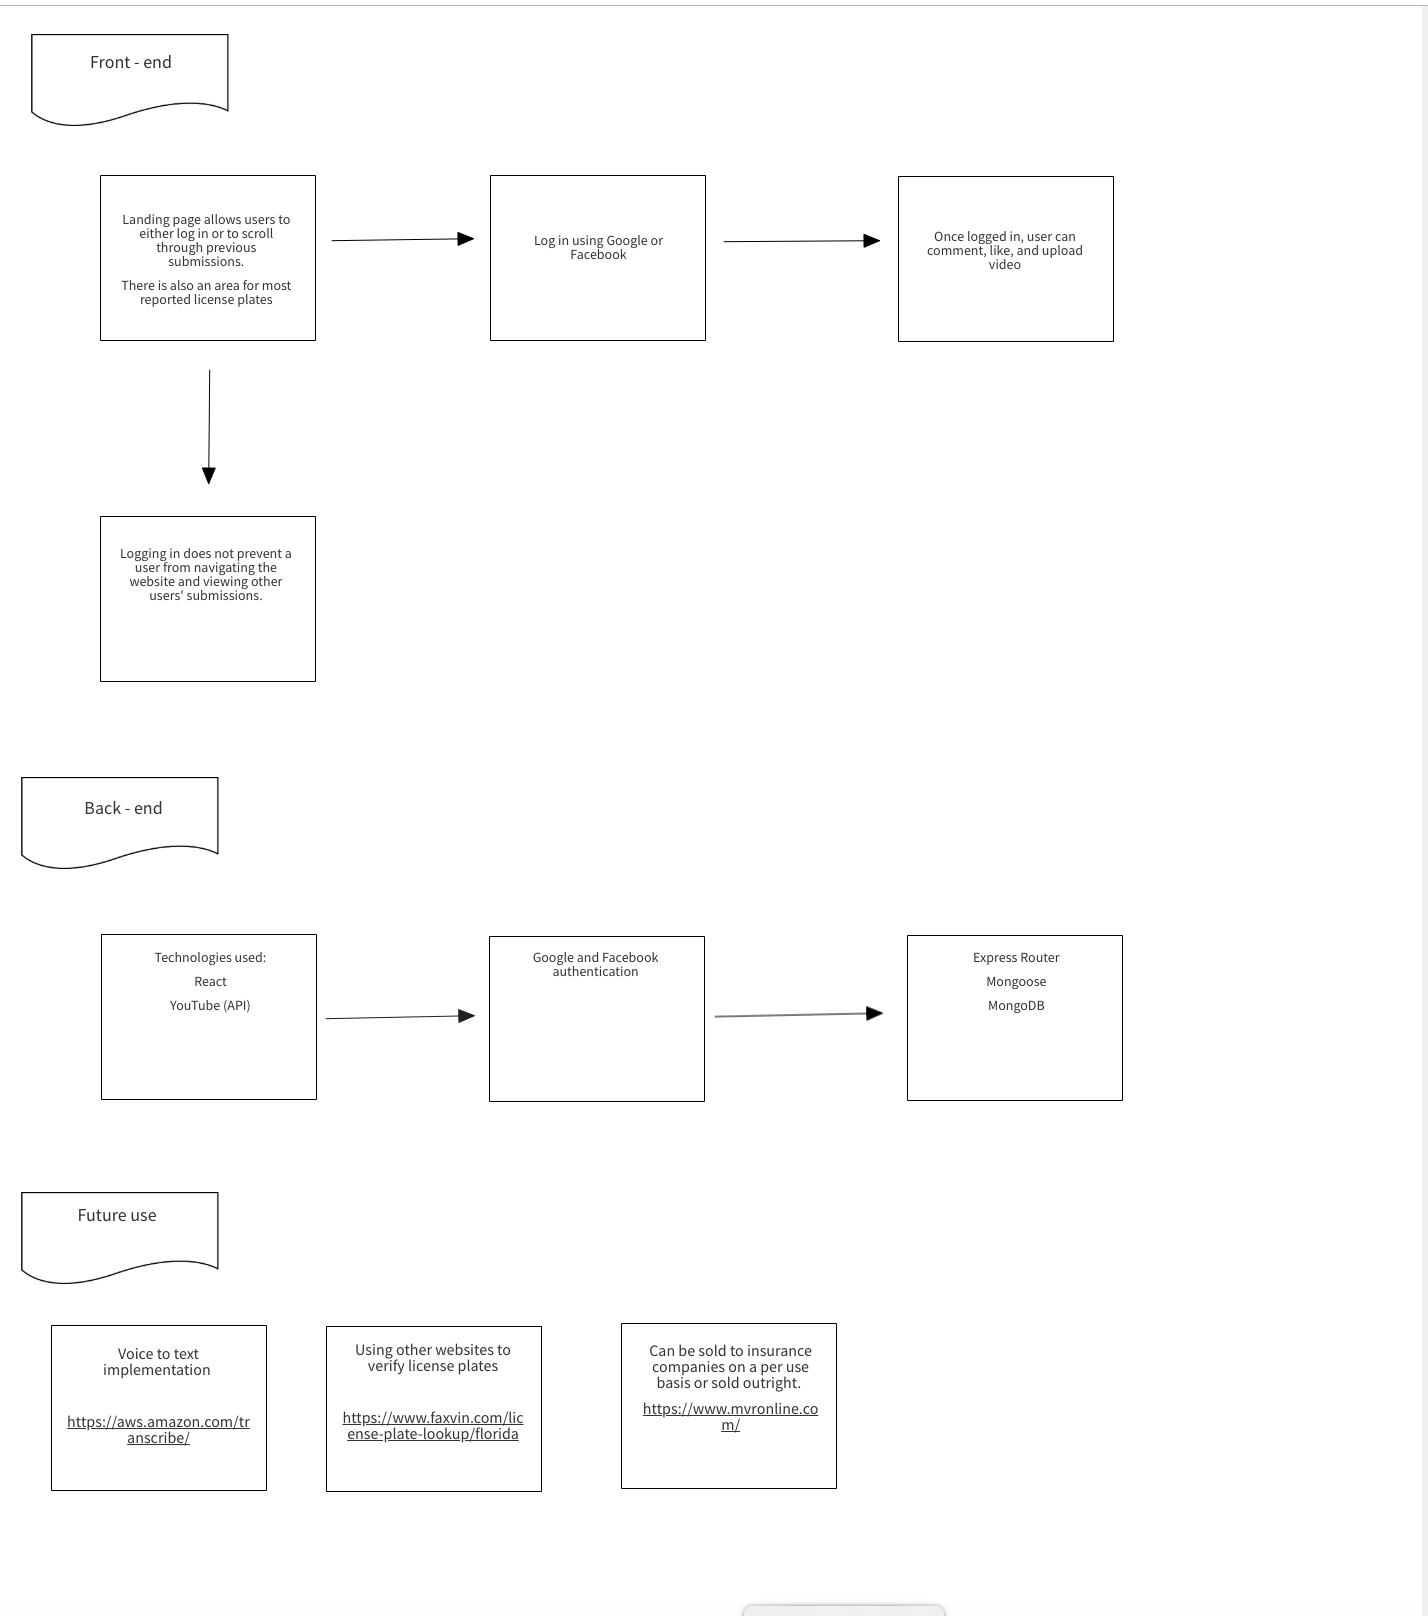 Front - end
Landing page allows users to
either log in or to scroll
through previous
submissions.
There is also an area for most
reported license plates
Log in using Google or
Facebook
Once logged in, user can
comment, like, and upload
video
Logging in does not prevent a
user from navigating the
website and viewing other
users' submissions.
Back - end
Technologies used:
React
YouTube (API)
Google and Facebook
authentication
Express Router
Mongoose
MongoDB
Future use
Voice to text
implementation
https://aws.amazon.com/tr
anscribe/
Using other websites to
verify license plates
https://www.faxvin.com/lic
ense-plate-lookup/florida
Can be sold to insurance
companies on a per use
basis or sold outright.
https://www.mvronline.co
m/